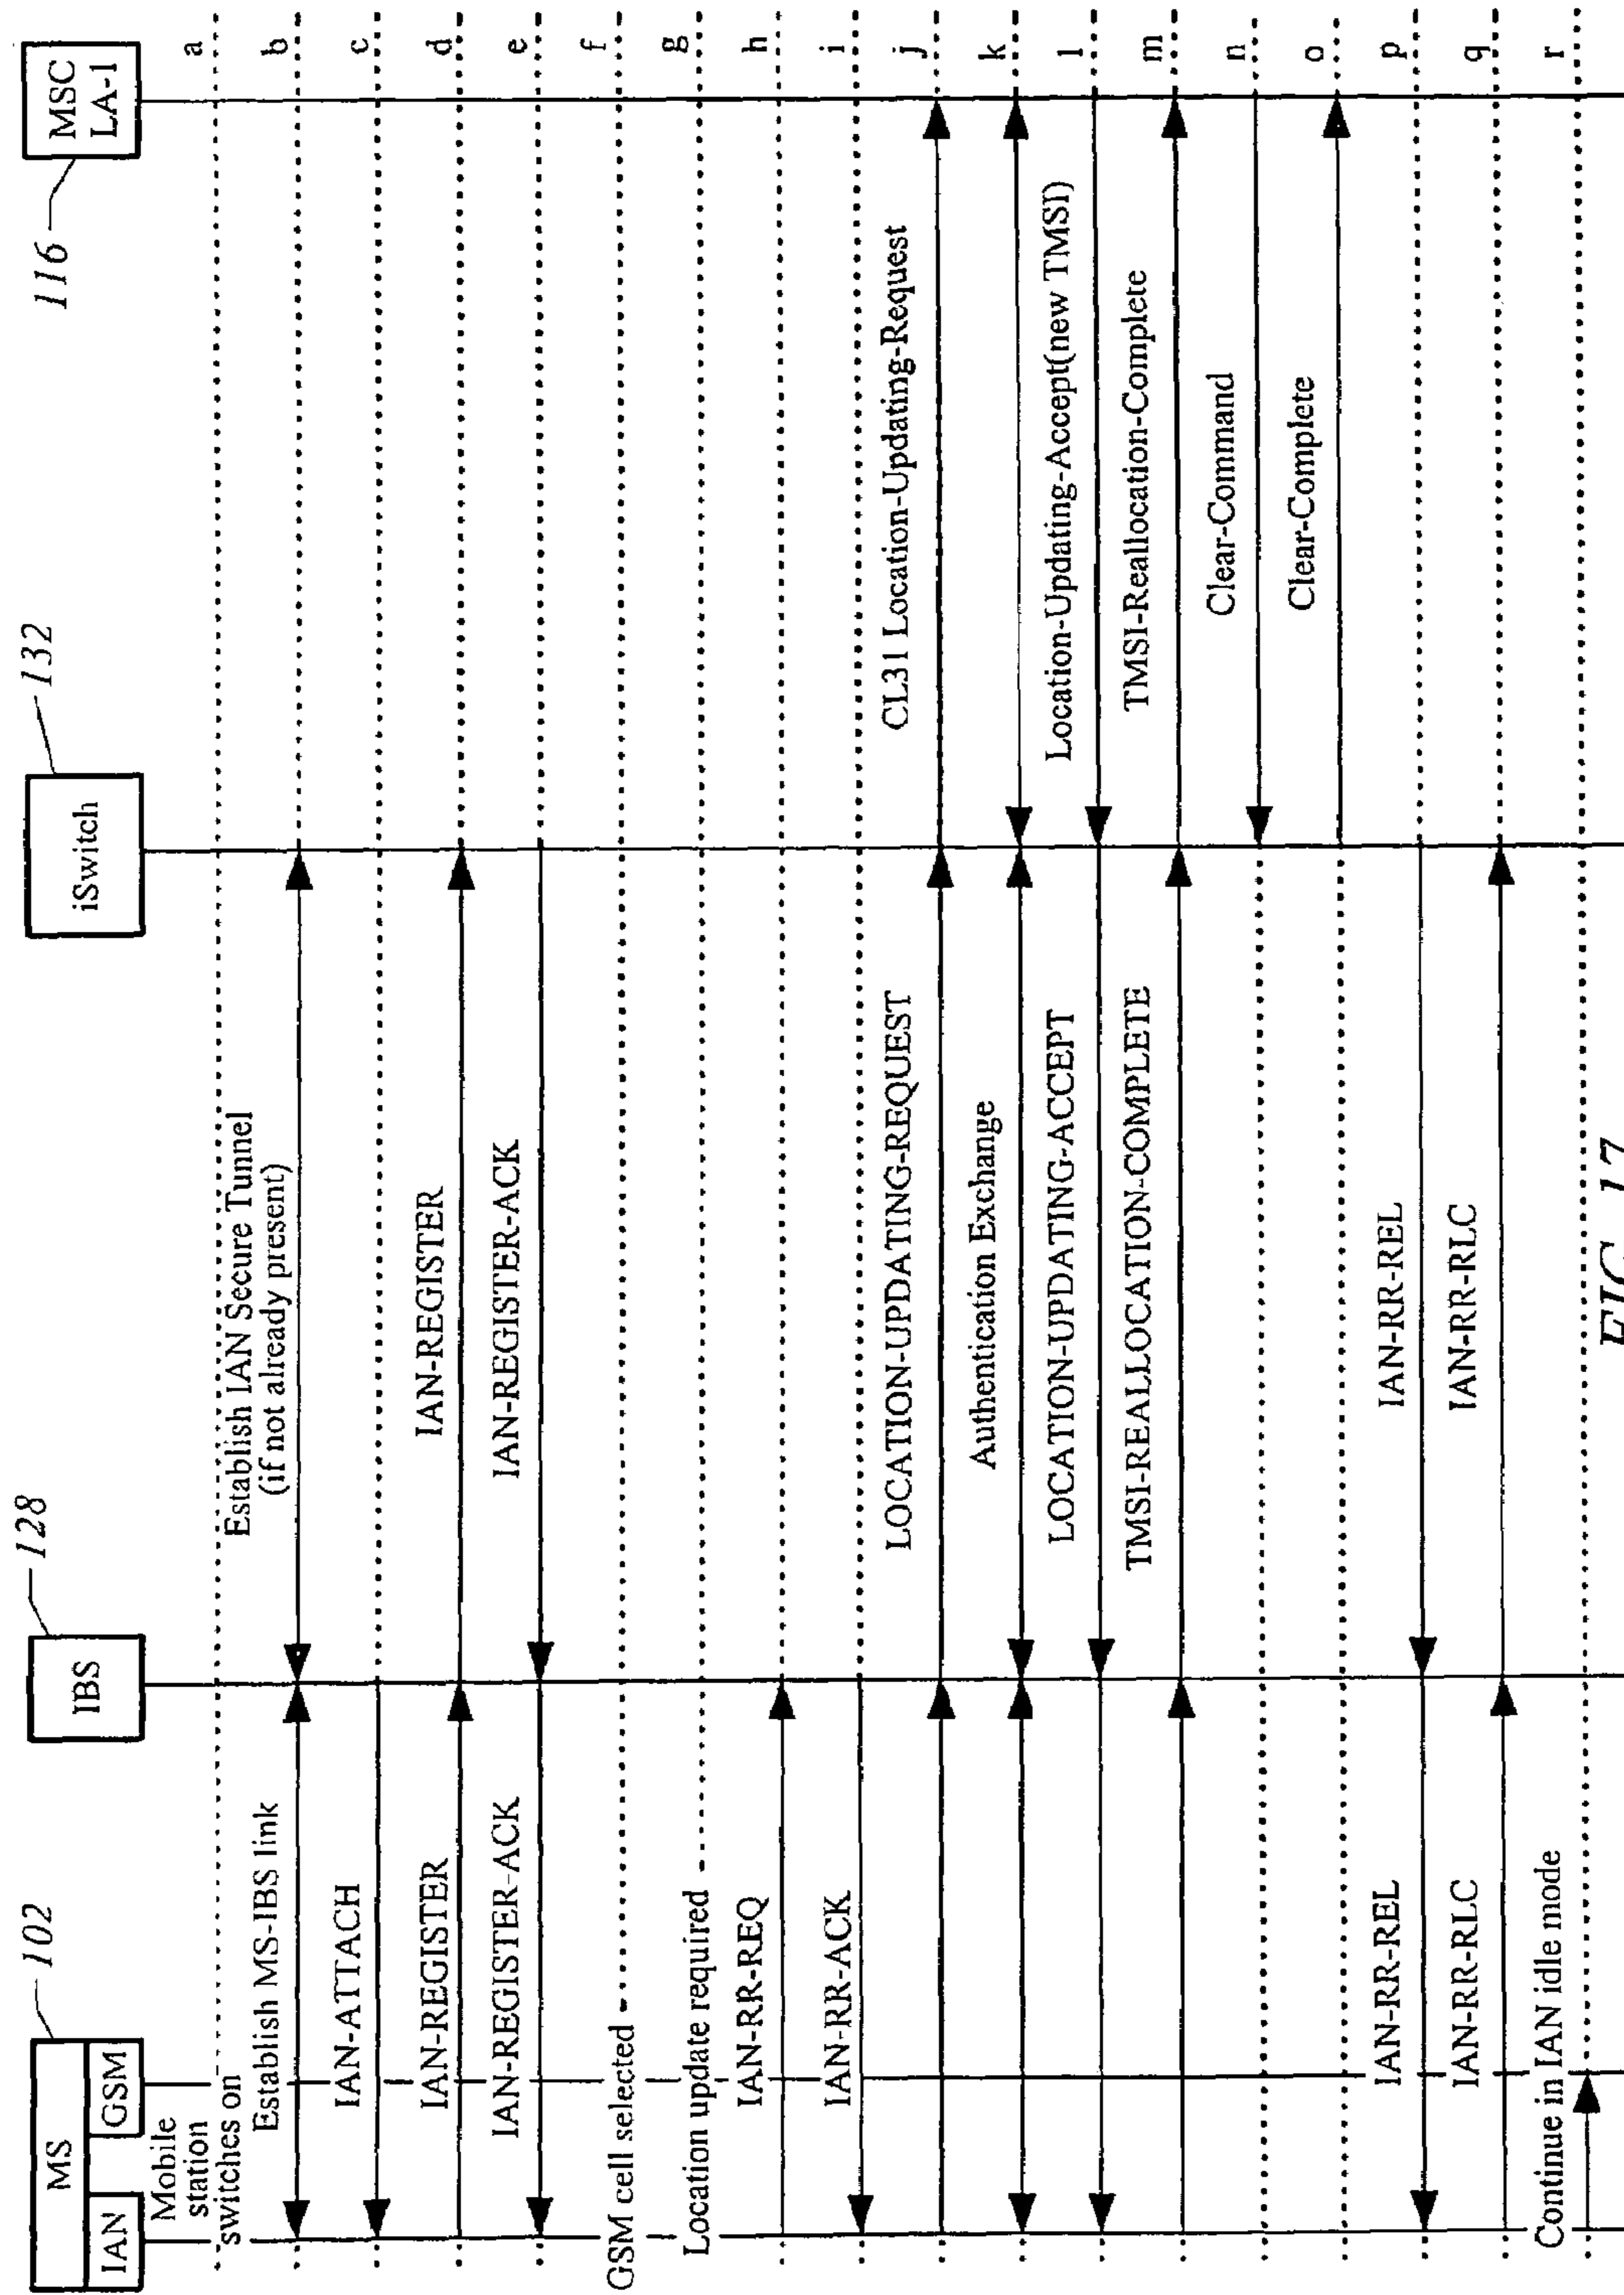 102
128
132
116
MS
IAN
GSM
IBS
iSwitch
MSC
LA-1
a
Mobile
station
switches on
b
Establish MS-IBS link
Establish IAN Secure Tunnel
(if not already present)
c
IAN-ATTACH
d
IAN-REGISTER
IAN-REGISTER
e
IAN-REGISTER-ACK
IAN-REGISTER-ACK
f
GSM cell selected
g
Location update required
h
IAN-RR-REQ
i
IAN-RR-ACK
j
LOCATION-UPDATING-REQUEST
CL31 Location-Updating-Request
k
Authentication Exchange
l
LOCATION-UPDATING-ACCEPT
Location-Updating-Accept(new TMSI)
m
TMSI-REALLOCATION-COMPLETE
TMSI-Reallocation-Complete
n
Clear-Command
o
Clear-Complete
p
IAN-RR-REL
IAN-RR-REL
q
IAN-RR-RLC
IAN-RR-RLC
r
Continue in IAN idle mode
FIG. 17